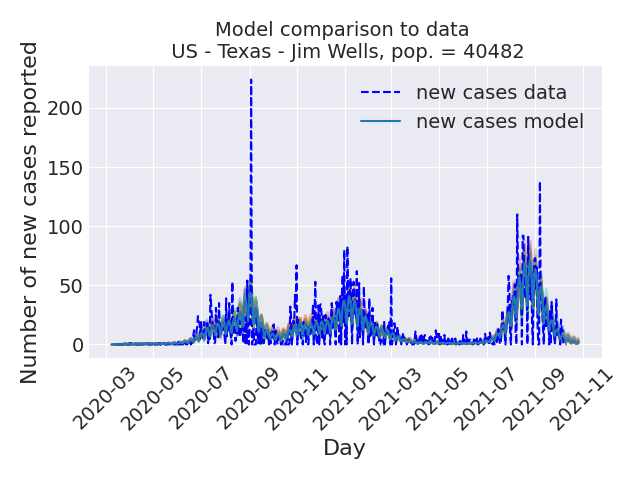 Model comparison to data
US - Texas - Jim Wells, pop. = 40482
Number of new cases reported
200
150
100
50
0
new cases data
new cases model
2020-03
2020-05
2020-07
2020-09
2020-11
2021-01
2021-03
2021-05
2021-07
2021-09
2021-11
Day